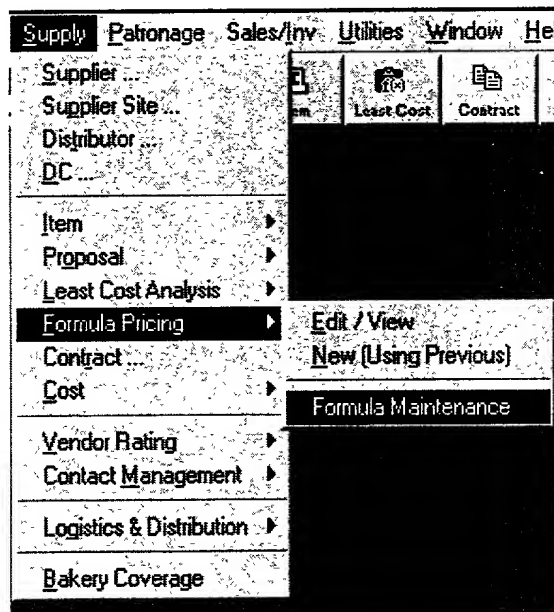 Supply Patronage Sales/Inv Utilities Window He
Supplier ...
Supplier Site ...
Distributor ...
DC ...
Least Cost
Contract
Item
Proposal
Least Cost Analysis
Formula Pricing
Edit / View
Contract ...
New (Using Previous)
Cost
Formula Maintenance
Vendor Rating
Contact Management
Logistics & Distribution
Bakery Coverage